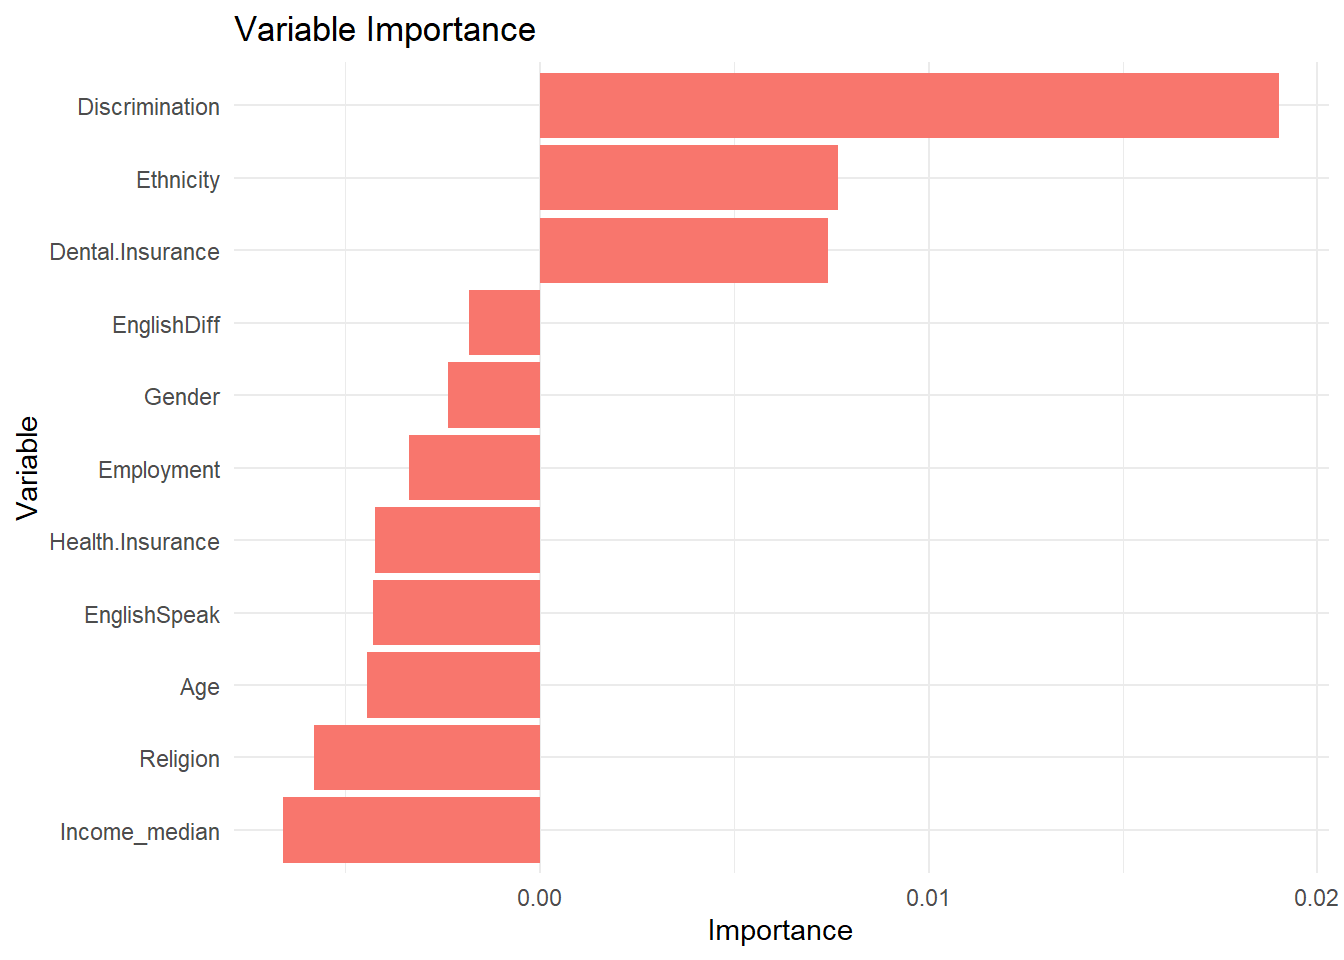 Variable Importance
Discrimination
Ethnicity
Dental.Insurance
EnglishDiff
Gender
Employment
Health.Insurance
EnglishSpeak
Age
Religion
Income_median
Variable
0.00
0.01
0.02
Importance